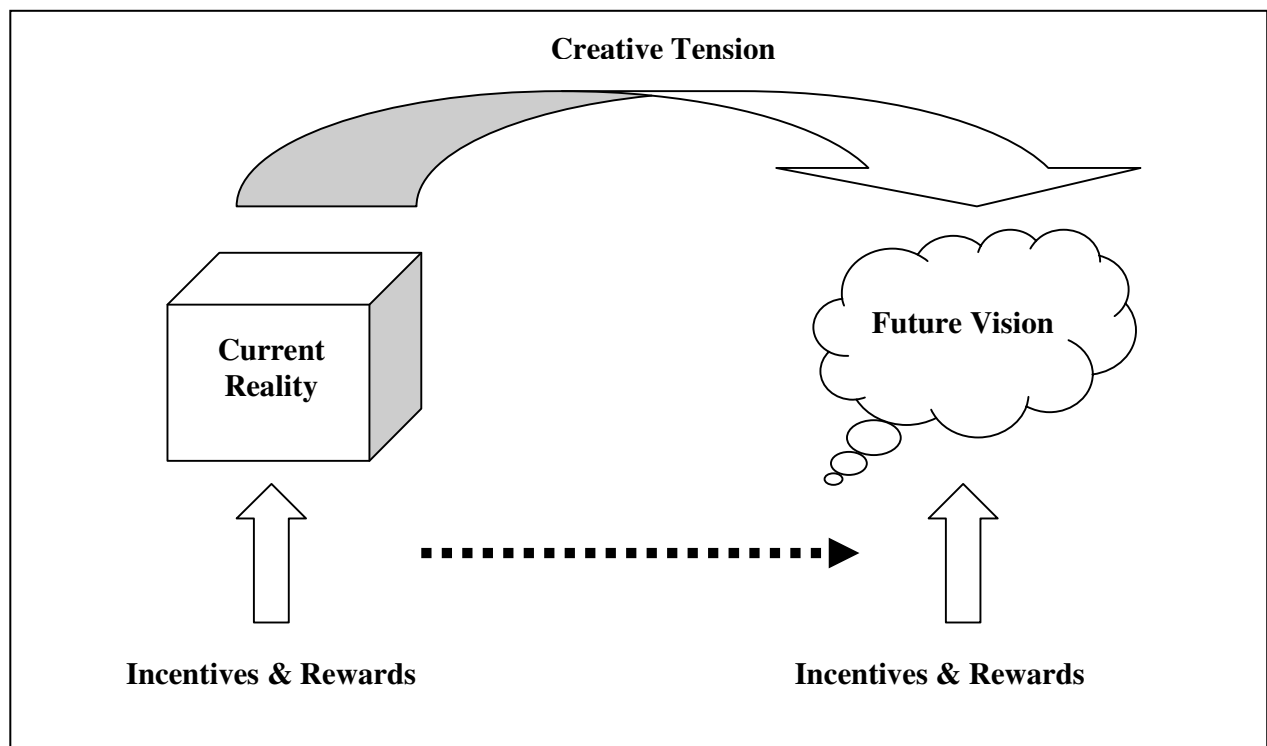 Creative Tension
Current
Reality
Future Vision
Incentives & Rewards
Incentives & Rewards